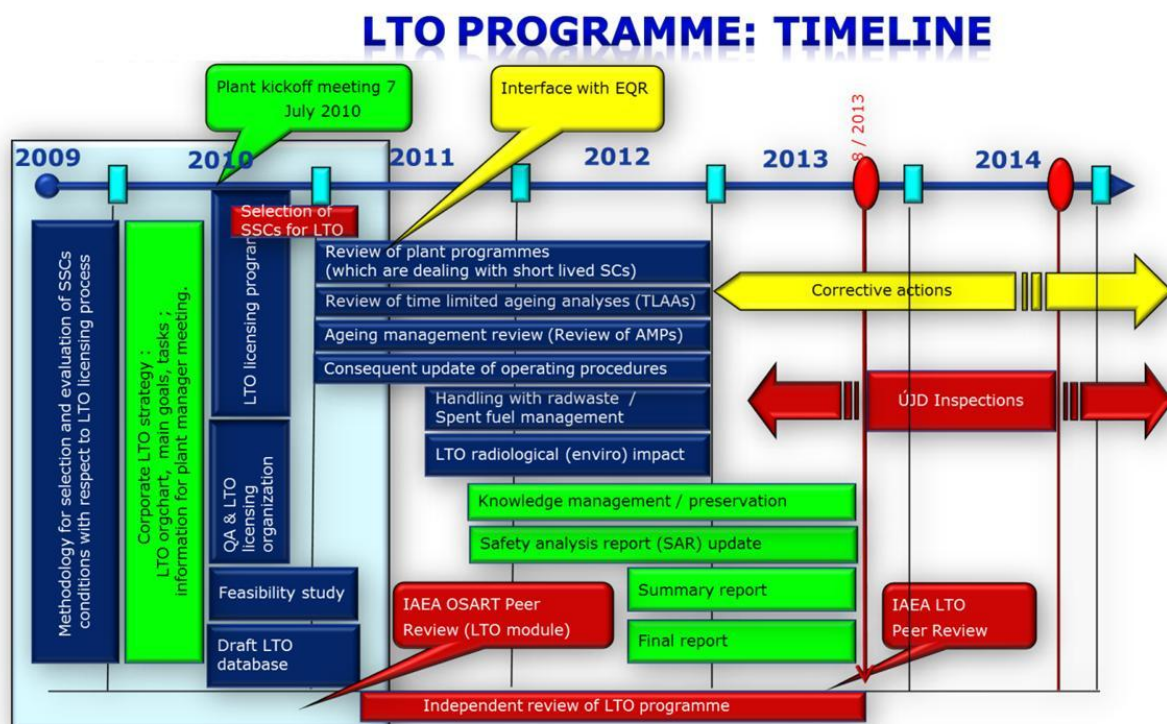 LTO PROGRAMME: TIMELINE
Plant kickoff meeting 7
July 2010
Interface with EQR
8 / 2013
2009
2010
2011
2012
2013
2014
Methodology for selection and evaluation of SSCs
conditions with respect to LTO licensing process
Corporate LTO strategy :
LTO orgchart, main goals, tasks ;
information for plant manager meeting.
LTO licensing program
Selection of
SSCs for LTO
QA & LTO
licensing
organization
Feasibility study
Draft LTO
database
Review of plant programmes
(which are dealing with short lived SCs)
Review of time limited ageing analyses (TLAAs)
Ageing management review (Review of AMPs)
Consequent update of operating procedures
Handling with radwaste /
Spent fuel management
LTO radiological (enviro) impact
Corrective actions
ÚJD Inspections
Knowledge management / preservation
Safety analysis report (SAR) update
Summary report
Final report
IAEA OSART Peer
Review (LTO module)
IAEA LTO
Peer Review
Independent review of LTO programme